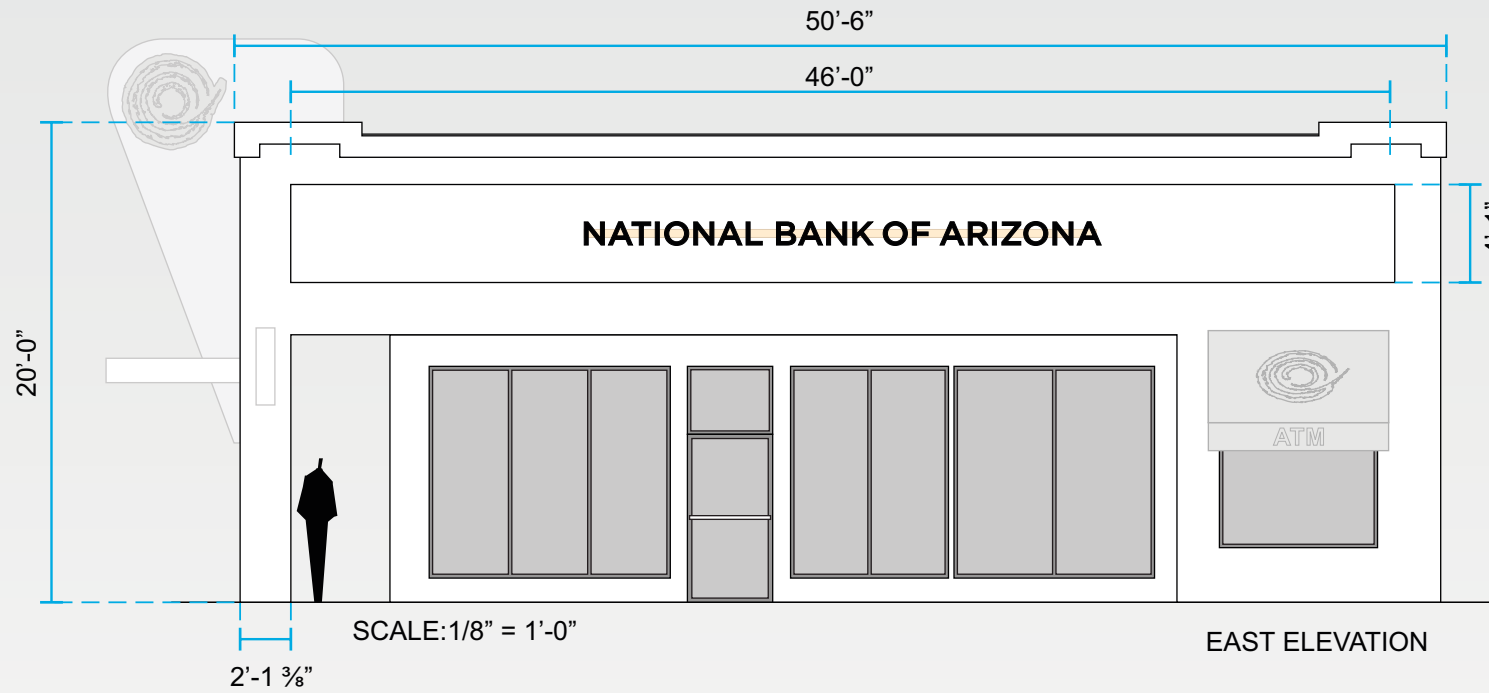 50’-6”
46’-0”
NATIONAL BANK OF ARIZONA
20’-0”
ATM
SCALE:1/8” = 1’-0”
EAST ELEVATION
2’-1 ⅜”